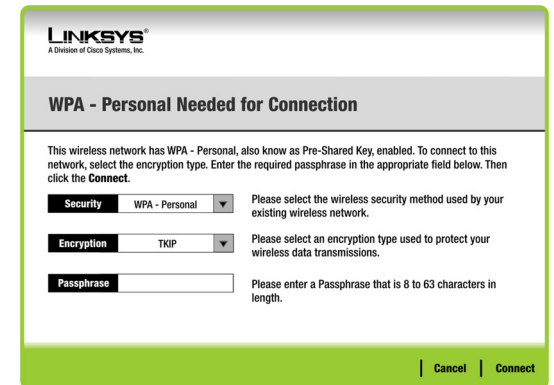 LINKSYS®
A Division of Cisco Systems, Inc.
WPA - Personal Needed for Connection
This wireless network has WPA - Personal, also know as Pre-Shared Key, enabled. To connect to this
network, select the encryption type. Enter the required passphrase in the appropriate field below. Then
click the Connect.
Security WPA - Personal Please select the wireless security method used by your
existing wireless network.
Encryption TKIP Please select an encryption type used to protect your
wireless data transmissions.
Passphrase Please enter a Passphrase that is 8 to 63 characters in
length.
Cancel Connect